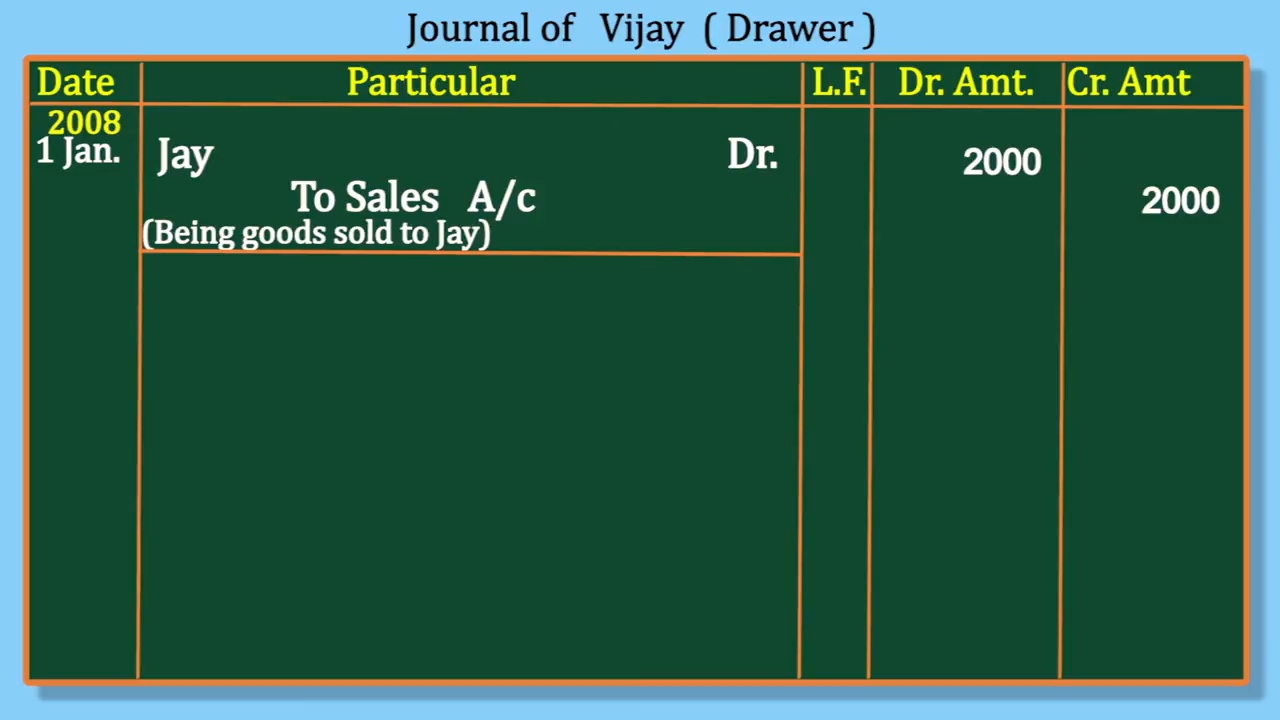 Journal of Vijay ( Drawer )
Date Particular L.F. Dr. Amt. Cr. Amt
2008
1 Jan. Jay Dr. 2000
To Sales A/c 2000
(Being goods sold to Jay)